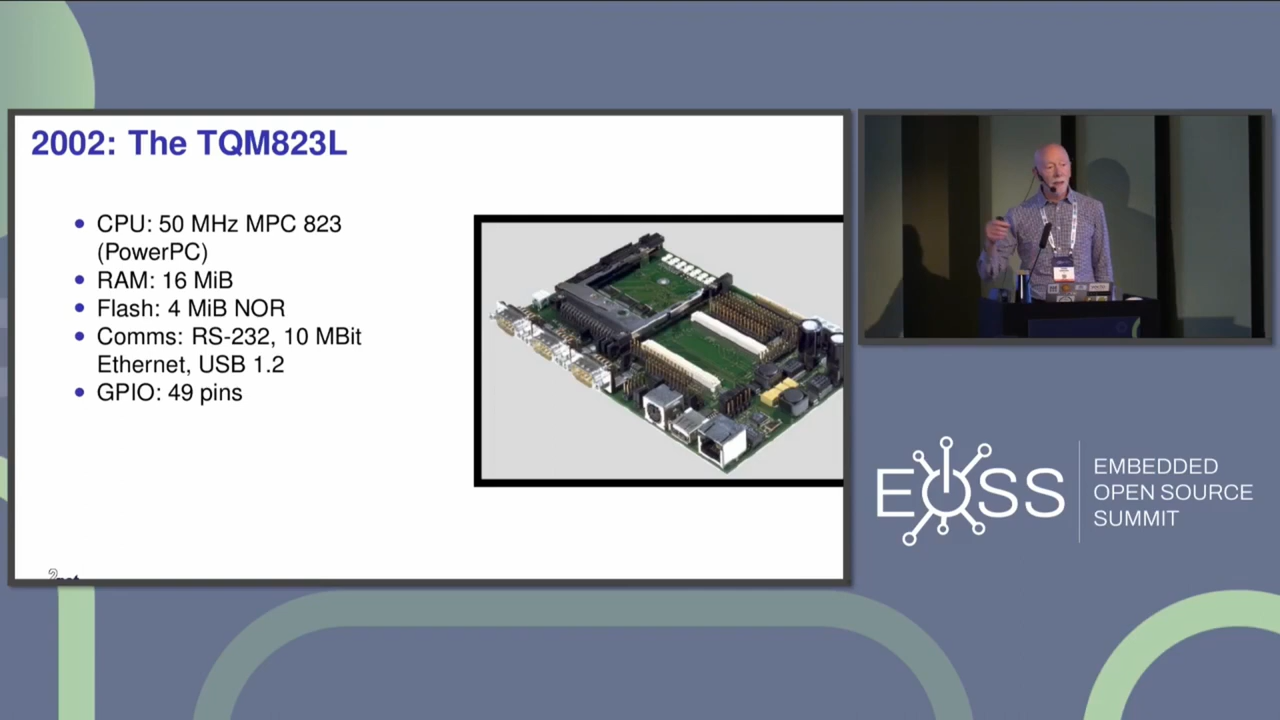 2002: The TQM823L
• CPU: 50 MHz MPC 823
(PowerPC)
• RAM: 16 MiB
• Flash: 4 MiB NOR
• Comms: RS-232, 10 MBit
Ethernet, USB 1.2
• GPIO: 49 pins
EOSS
EMBEDDED
OPEN SOURCE
SUMMIT